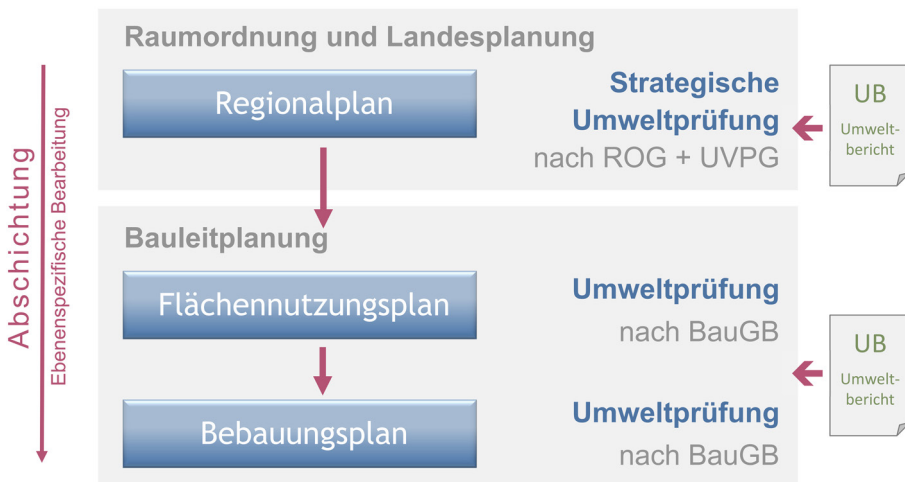 Abschichtung
Ebenenspezifische Bearbeitung
Raumordnung und Landesplanung
Regionalplan
Strategische
Umweltprüfung
nach ROG + UVPG
UB
Umwelt-
bericht
Bauleitplanung
Flächennutzungsplan
Umweltprüfung
nach BauGB
UB
Umwelt-
bericht
Bebauungsplan
Umweltprüfung
nach BauGB